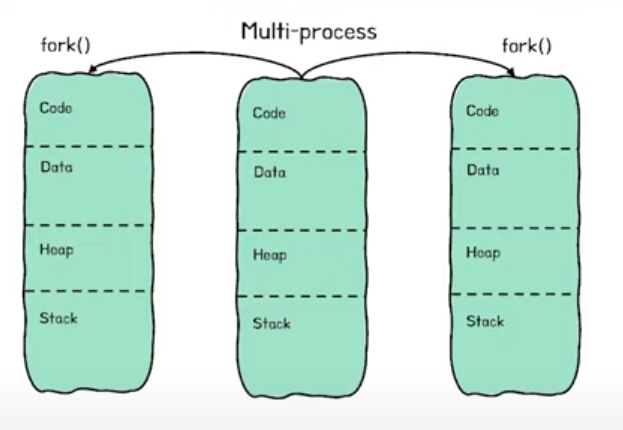 Multi-process
fork()
fork()
Code
Data
Heap
Stack
Code
Data
Heap
Stack
Code
Data
Heap
Stack